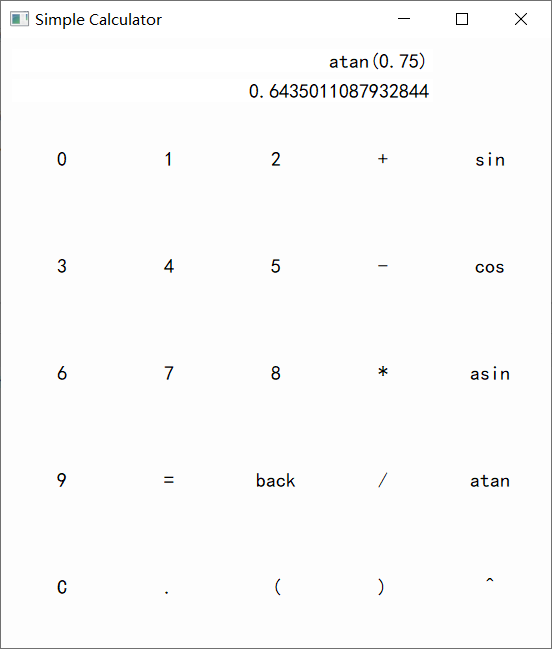 Simple Calculator
atan(0.75)
0.6435011087932844
0 1 2 + sin
3 4 5 - cos
6 7 8 * asin
9 = back / atan
C . ( ) ^